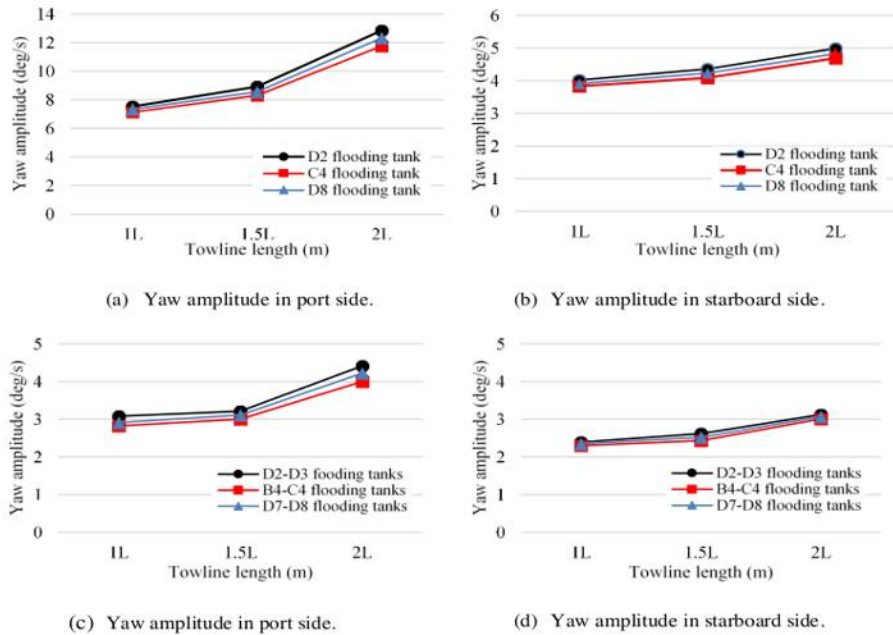 14
12
10
8
6
4
2
0
Yaw amplitude (deg/s)
D2 flooding tank
C4 flooding tank
D8 flooding tank
1L 1.5L 2L
Towline length (m)
(a) Yaw amplitude in port side.
6
5
4
3
2
1
0
Yaw amplitude (deg/s)
D2 flooding tank
C4 flooding tank
D8 flooding tank
1L 1.5L 2L
Towline length (m)
(b) Yaw amplitude in starboard side.
5
4
3
2
1
0
Yaw amplitude (deg/s)
D2-D3 fooding tanks
B4-C4 flooding tanks
D7-D8 flooding tanks
1L 1.5L 2L
Towline length (m)
(c) Yaw amplitude in port side.
5
4
3
2
1
0
Yaw amplitude (deg/s)
D2-D3 flooding tanks
B4-C4 flooding tanks
D7-D8 flooding tanks
1L 1.5L 2L
Towline length (m)
(d) Yaw amplitude in starboard side.